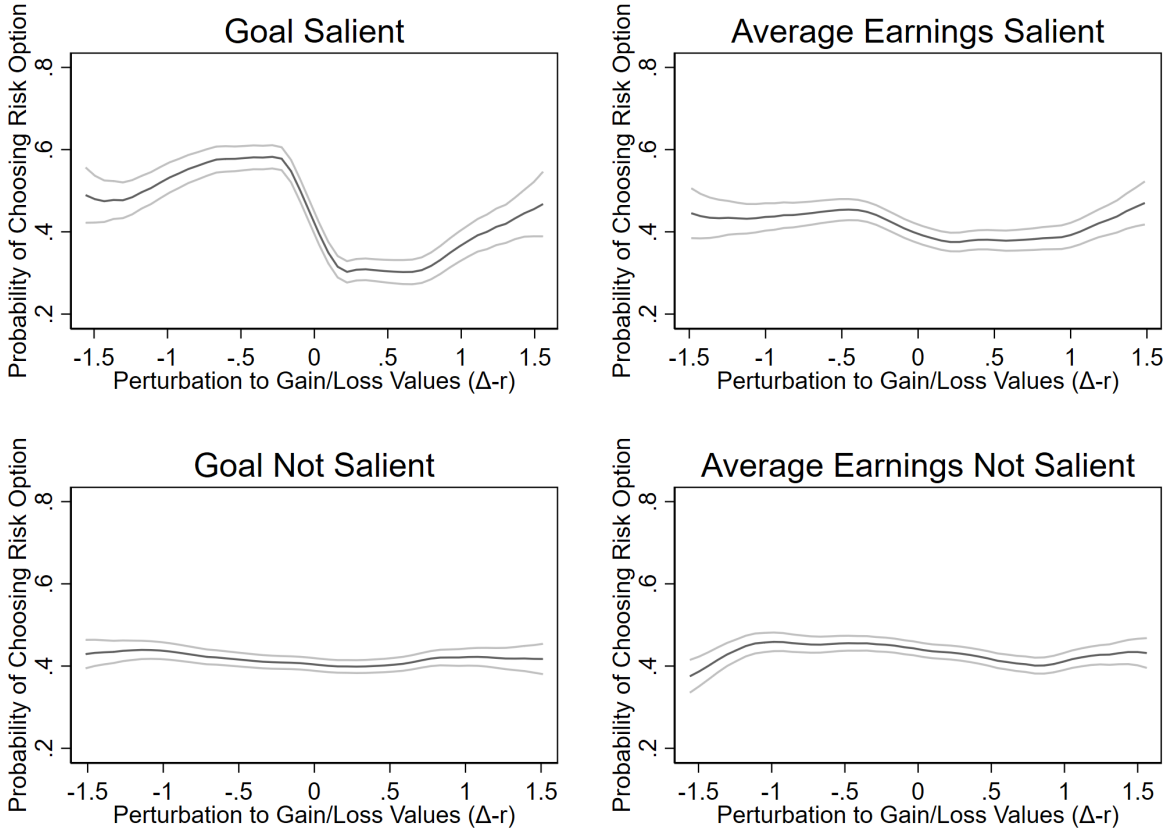 Goal Salient
Probability of Choosing Risk Option
.8
.6
.4
.2
-1.5 -1 -.5 0 .5 1 1.5
Perturbation to Gain/Loss Values (Δ-r)
Average Earnings Salient
Probability of Choosing Risk Option
.8
.6
.4
.2
-1.5 -1 -.5 0 .5 1 1.5
Perturbation to Gain/Loss Values (Δ-r)
Goal Not Salient
Probability of Choosing Risk Option
.8
.6
.4
.2
-1.5 -1 -.5 0 .5 1 1.5
Perturbation to Gain/Loss Values (Δ-r)
Average Earnings Not Salient
Probability of Choosing Risk Option
.8
.6
.4
.2
-1.5 -1 -.5 0 .5 1 1.5
Perturbation to Gain/Loss Values (Δ-r)